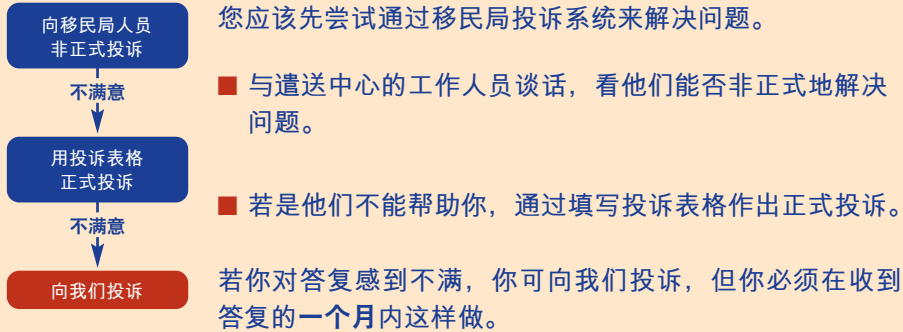 向移民局人员
非正式投诉
不满意
用投诉表格
正式投诉
不满意
向我们投诉
您应该先尝试通过移民局投诉系统来解决问题。
■ 与遣送中心的工作人员谈话，看他们能否非正式地解决
问题。
■ 若是他们不能帮助你，通过填写投诉表格作出正式投诉。
若你对答复感到不满，你可向我们投诉，但你必须在收到
答复的一个月内这样做。